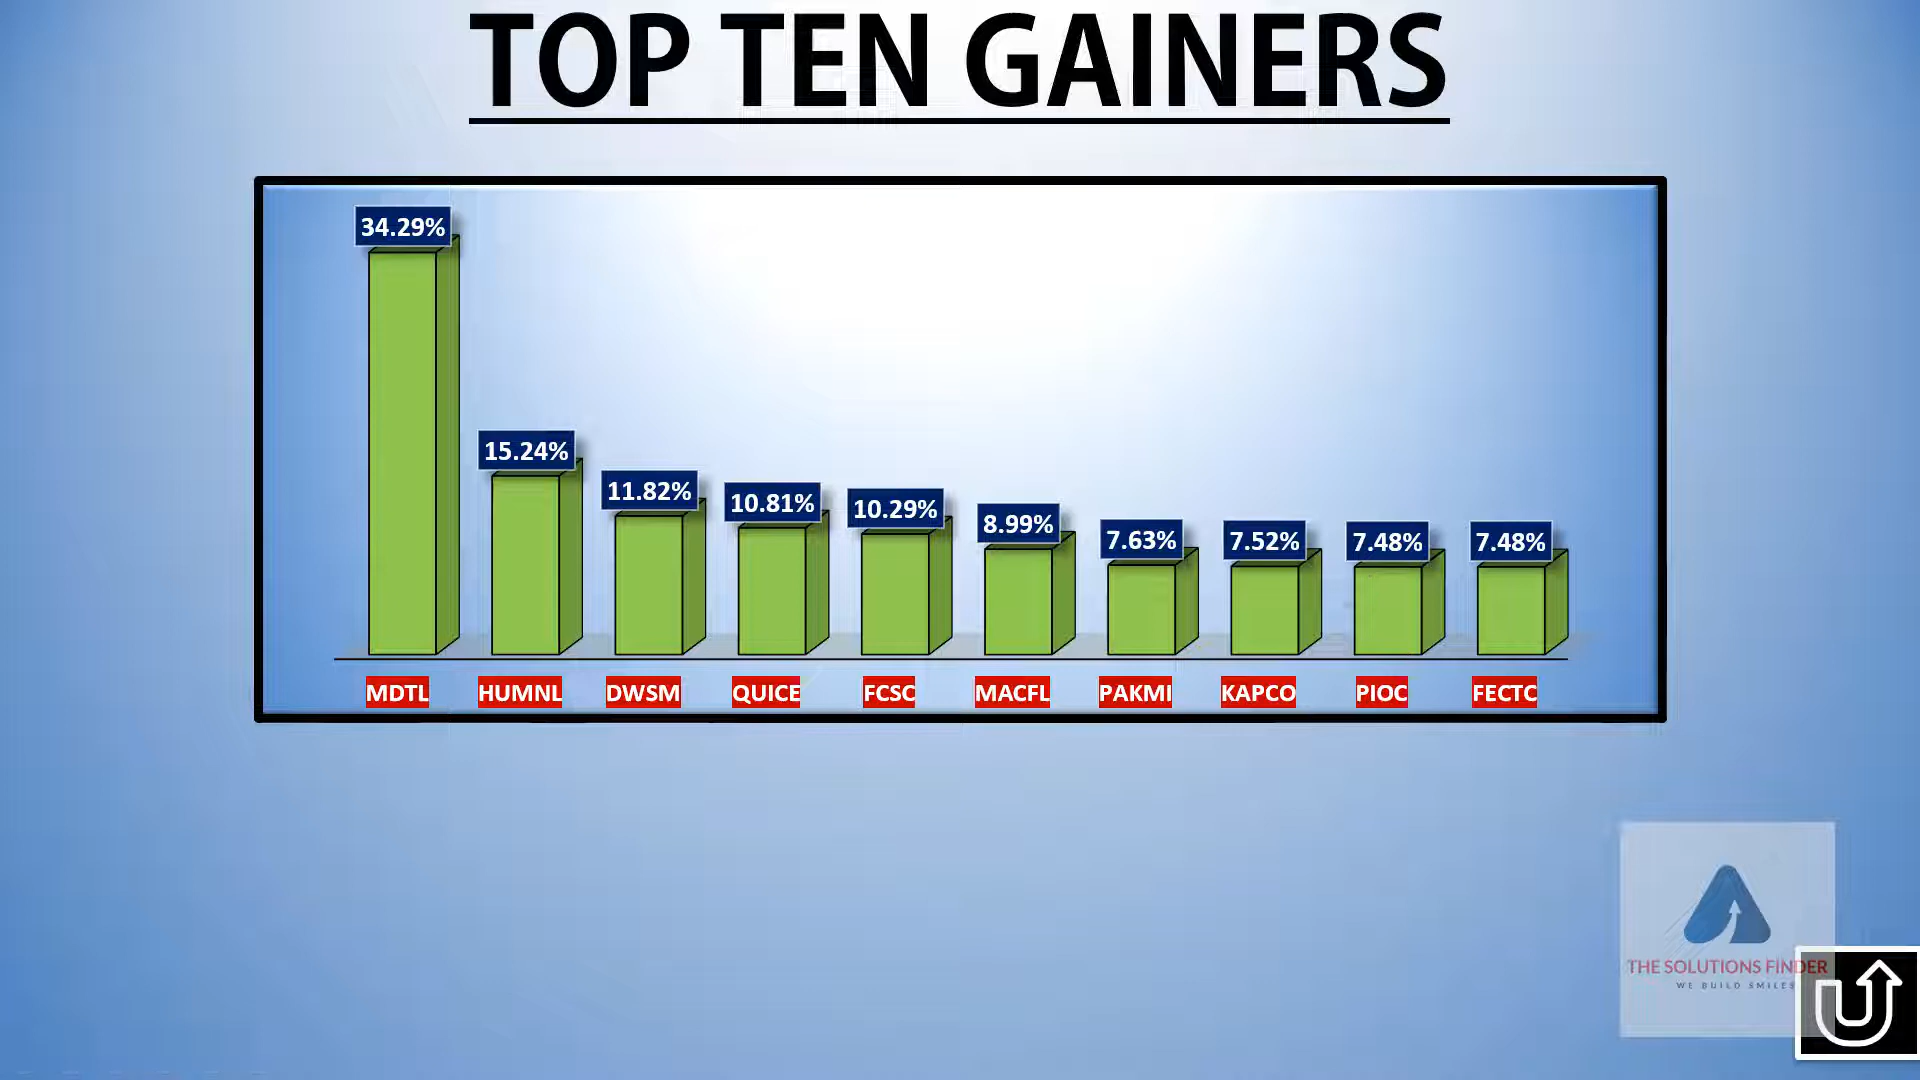 TOP TEN GAINERS
34.29%
15.24%
11.82%
10.81%
10.29%
8.99%
7.63%
7.52%
7.48%
7.48%
MDTL HUMNL DWSM QUICE FCSC MACFL PAKMI KAPCO PIOC FECTC
THE SOLUTIONS FINDER
WE BUILD SMILES